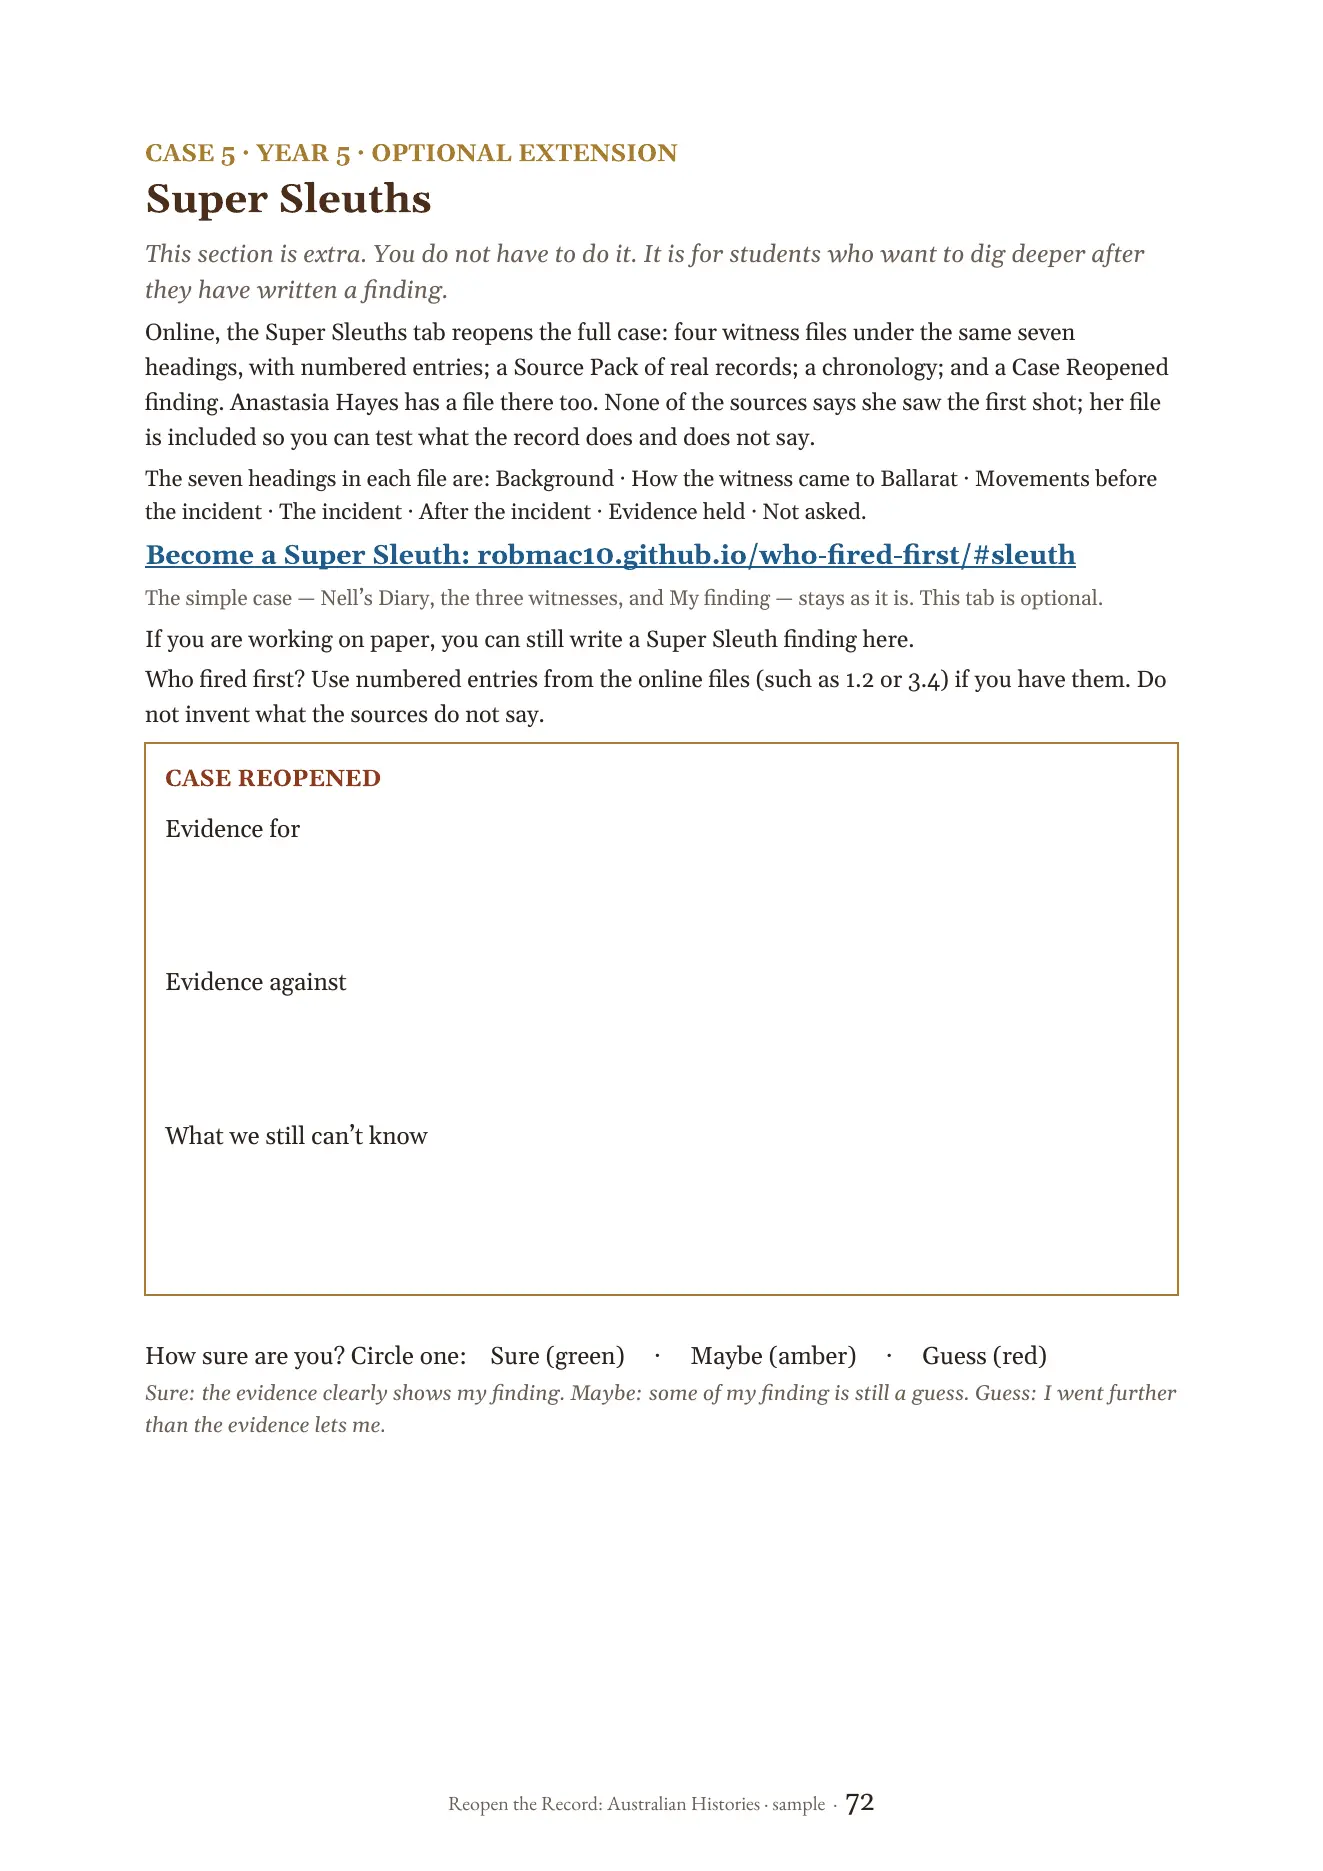 CASE 5 · YEAR 5 · OPTIONAL EXTENSION
Super Sleuths
This section is extra. You do not have to do it. It is for students who want to dig deeper after
they have written a finding.
Online, the Super Sleuths tab reopens the full case: four witness files under the same seven
headings, with numbered entries; a Source Pack of real records; a chronology; and a Case Reopened
finding. Anastasia Hayes has a file there too. None of the sources says she saw the first shot; her file
is included so you can test what the record does and does not say.
The seven headings in each file are: Background · How the witness came to Ballarat · Movements before
the incident · The incident · After the incident · Evidence held · Not asked.
Become a Super Sleuth: robmac10.github.io/who-fired-first/#sleuth
The simple case — Nell’s Diary, the three witnesses, and My finding — stays as it is. This tab is optional.
If you are working on paper, you can still write a Super Sleuth finding here.
Who fired first? Use numbered entries from the online files (such as 1.2 or 3.4) if you have them. Do
not invent what the sources do not say.
CASE REOPENED
Evidence for
Evidence against
What we still can’t know
How sure are you? Circle one: Sure (green) · Maybe (amber) · Guess (red)
Sure: the evidence clearly shows my finding. Maybe: some of my finding is still a guess. Guess: I went further
than the evidence lets me.
Reopen the Record: Australian Histories · sample · 72